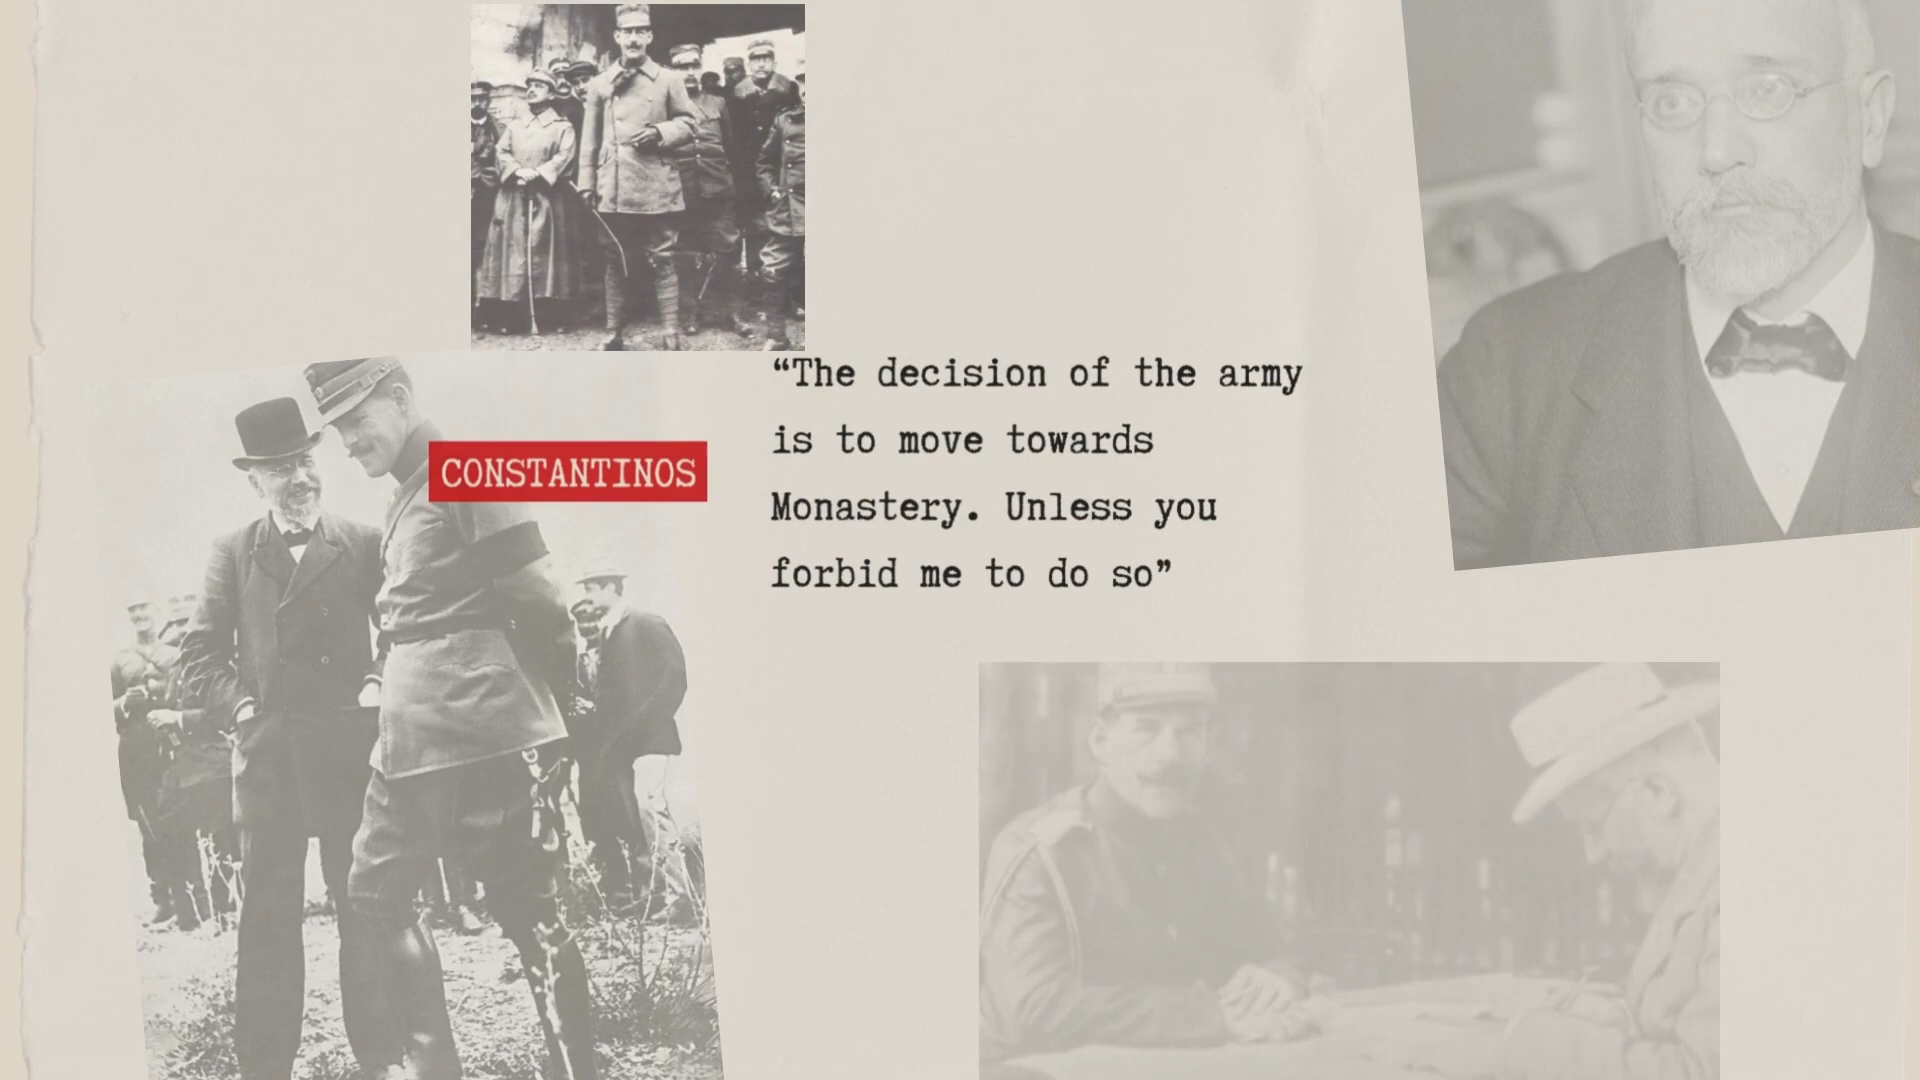 CONSTANTINOS
“The decision of the army
is to move towards
Monastery. Unless you
forbid me to do so”